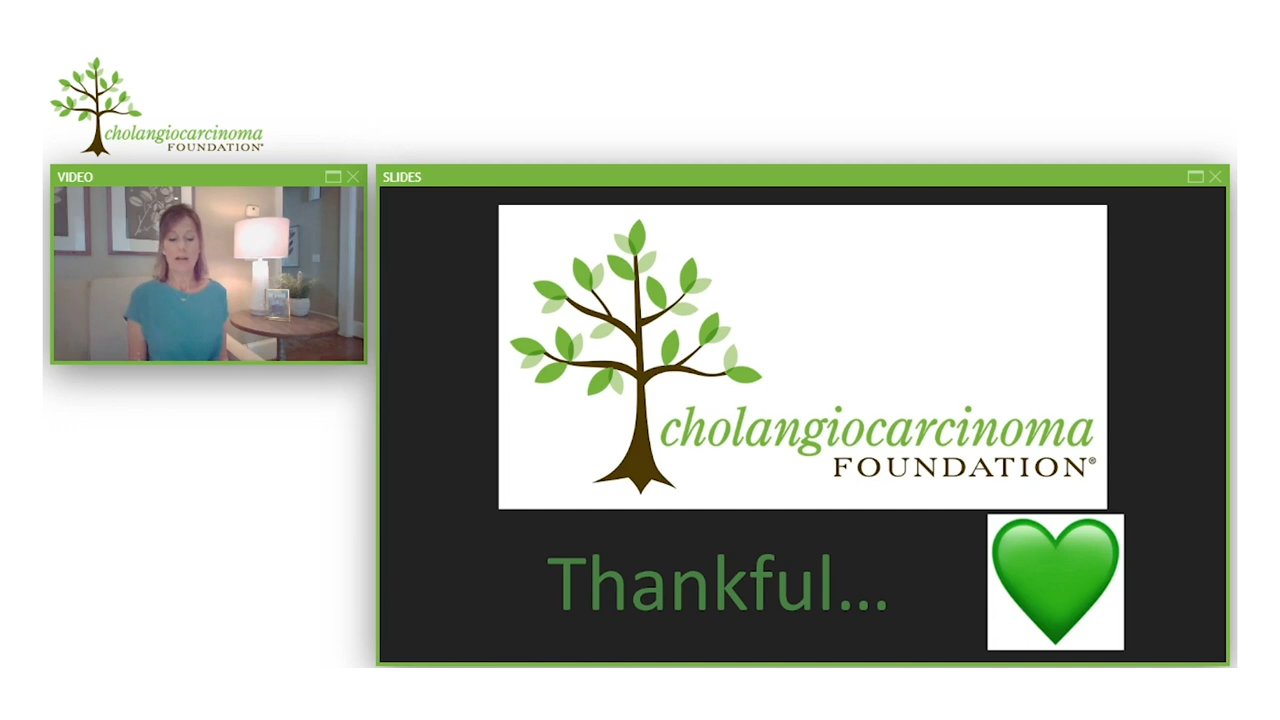 cholangiocarcinoma
FOUNDATION®
VIDEO
SLIDES
cholangiocarcinoma
FOUNDATION®
Thankful...